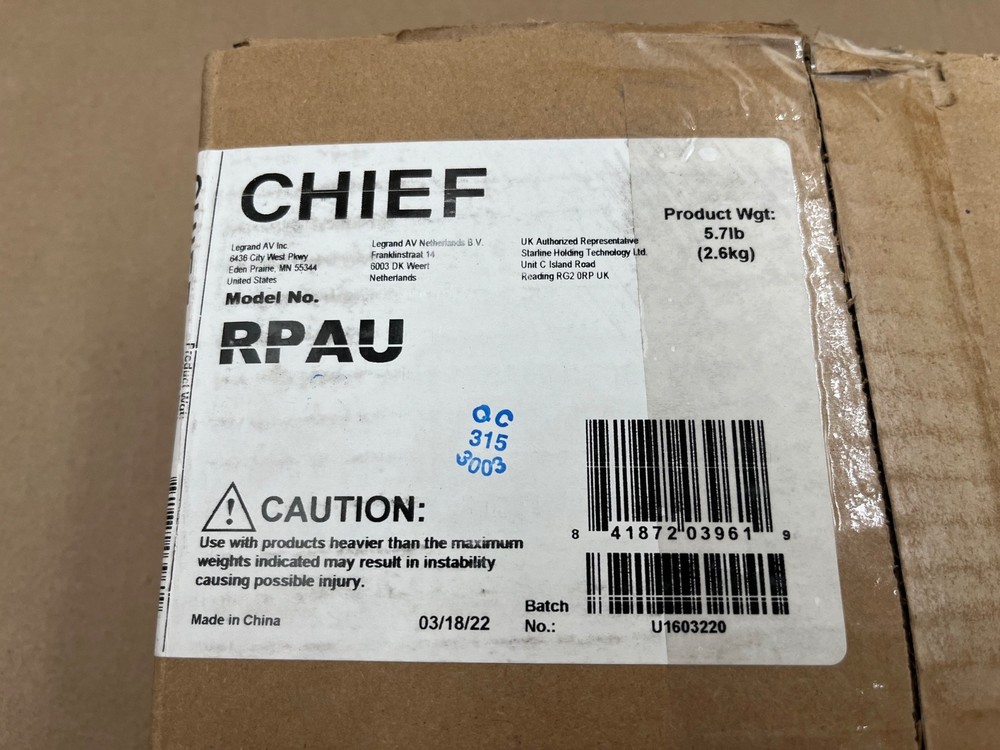 CHIEF
Product Wgt:
5.7lb
(2.6kg)
Legrand AV Inc.
6436 City West Pkwy
Eden Prairie, MN 55344
United States
Legrand AV Netherlands B.V.
Franklinstraat 14
6003 DK Weert
Netherlands
UK Authorized Representative
Starline Holding Technology Ltd.
Unit C Island Road
Reading RG2 0RP UK
Model No.
RPAU
Product Wgt:
QC
315
3003
CAUTION:
Use with products heavier than the maximum
weights indicated may result in instability
causing possible injury.
8 41872 03961 9
Made in China
03/18/22
Batch
No.:
U1603220